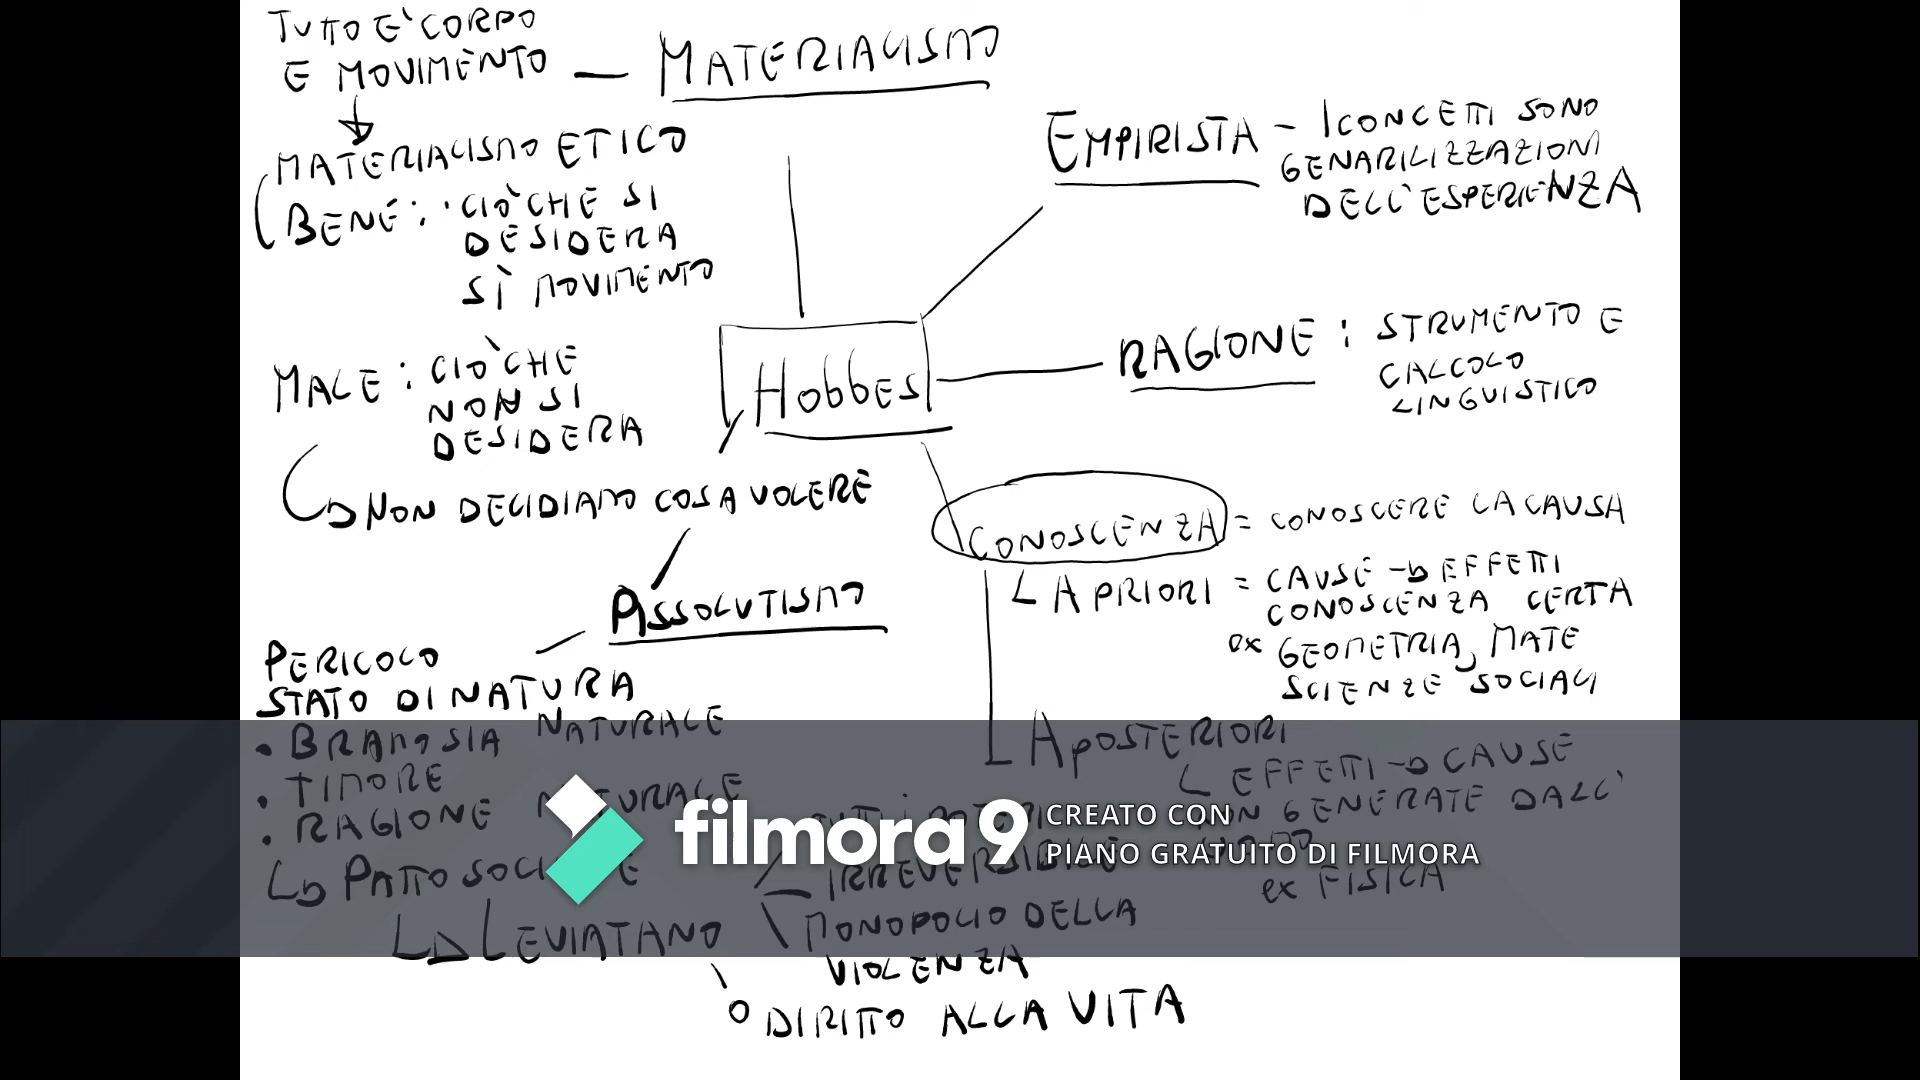 TUTTO E' CORPO
E MOVIMENTO — MATERIALISMO
MATERIALISMO ETICO
BENE: CIÒ CHE SI
DESIDERA
SÌ MOVIMENTO
MALE: CIÒ CHE
NON SI
DESIDERA
NON DECIDIAMO COSA VOLERE
EMPIRISTA - I CONCETTI SONO
GENARILIZZAZIONI
DELL'ESPERIENZA
HOBBES
RAGIONE: STRUMENTO E
CALCOLO
LINGUISTICO
CONOSCENZA = CONOSCERE LA CAUSA
A PRIORI = CAUSE → EFFETTI
CONOSCENZA CERTA
ex GEOMETRIA, MATE
SCIENZE SOCIALI
A POSTERIORI
EFFETTI → CAUSE
NON GENERATE DALL'
ex FISICA
ASSOLUTISMO
PERICOLO
STATO DI NATURA
• BRAMOSIA NATURALE
• TIMORE
• RAGIONE NATURALE
PATTO SOCIALE
LEVIATANO
IRREVERSIBILE
MONOPOLIO DELLA
VIOLENZA
DIRITTO ALLA VITA
filmora 9 CREATO CON
PIANO GRATUITO DI FILMORA